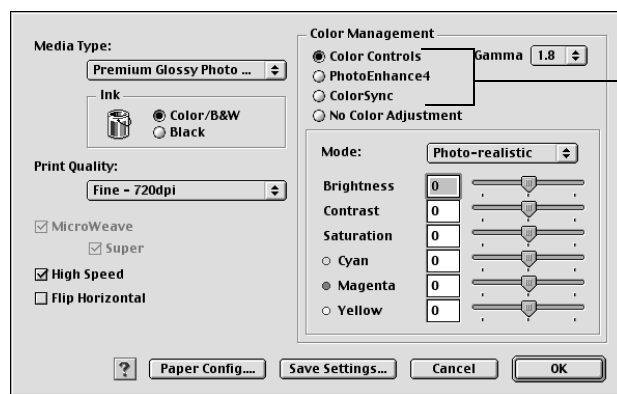 Media Type:
Premium Glossy Photo ...
Ink
Color/B&W
Black
Print Quality:
Fine - 720dpi
MicroWeave
Super
High Speed
Flip Horizontal
Color Management
Color Controls
Gamma 1.8
PhotoEnhance4
ColorSync
No Color Adjustment
Mode: Photo-realistic
Brightness 0
Contrast 0
Saturation 0
Cyan 0
Magenta 0
Yellow 0
? Paper Config.... Save Settings... Cancel OK